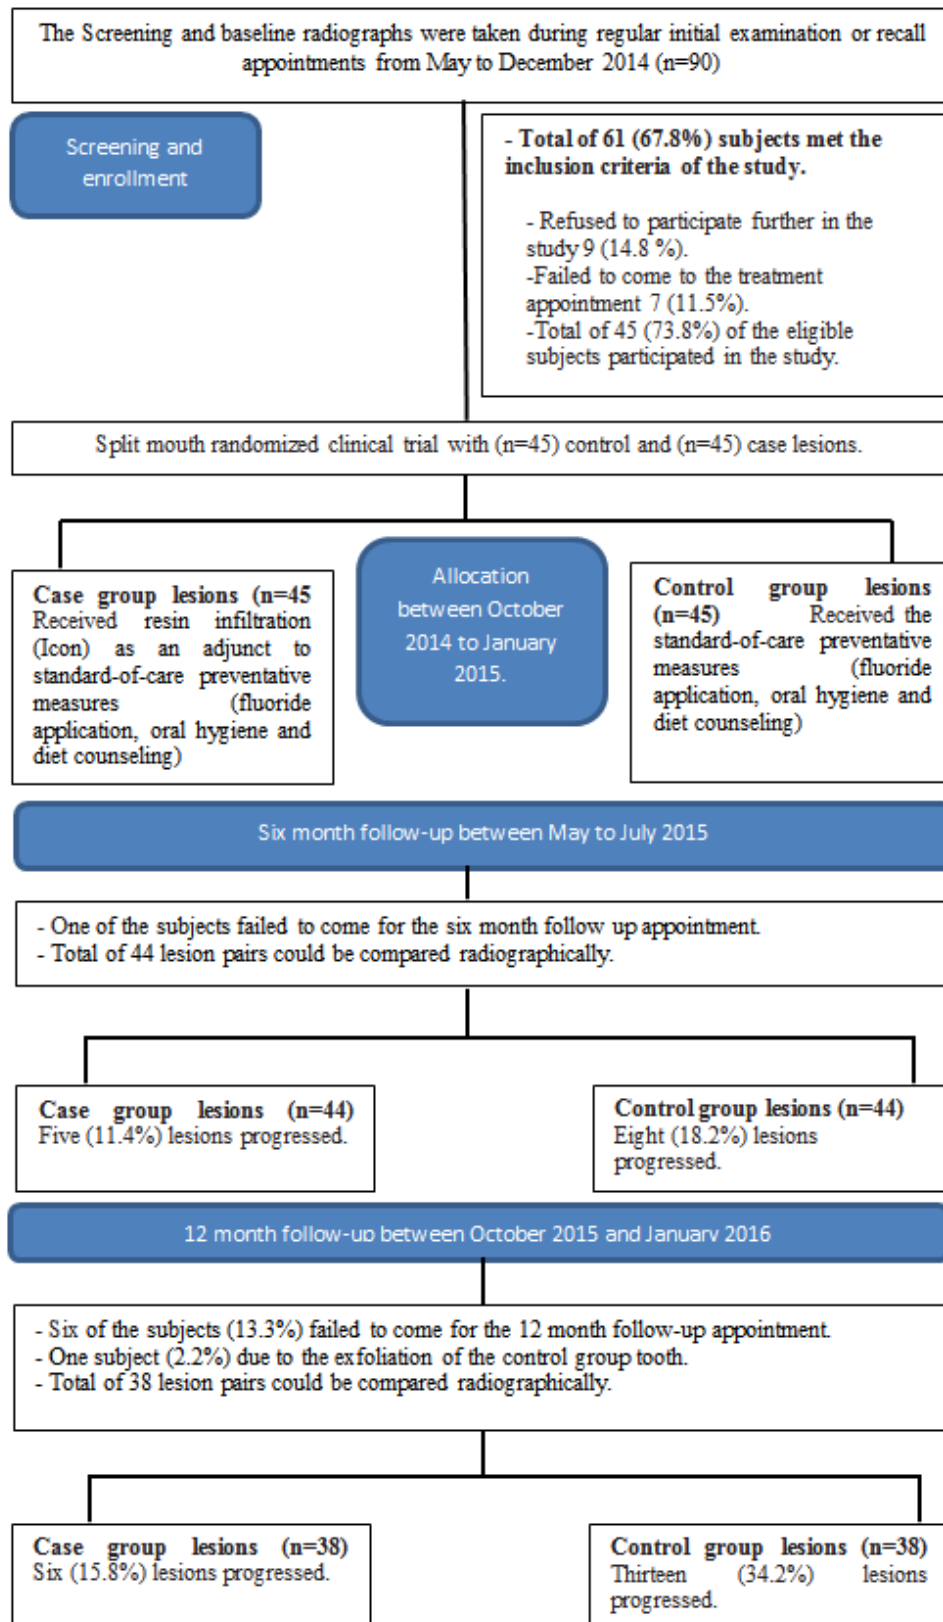 The Screening and baseline radiographs were taken during regular initial examination or recall
appointments from May to December 2014 (n=90)
Screening and
enrollment
- Total of 61 (67.8%) subjects met the
inclusion criteria of the study.
- Refused to participate further in the
study 9 (14.8 %).
-Failed to come to the treatment
appointment 7 (11.5%).
-Total of 45 (73.8%) of the eligible
subjects participated in the study.
Split mouth randomized clinical trial with (n=45) control and (n=45) case lesions.
Case group lesions (n=45
Received resin infiltration
(Icon) as an adjunct to
standard-of-care preventative
measures (fluoride
application, oral hygiene and
diet counseling)
Allocation
between October
2014 to January
2015.
Control group lesions
(n=45) Received the
standard-of-care preventative
measures (fluoride
application, oral hygiene and
diet counseling)
Six month follow-up between May to July 2015
- One of the subjects failed to come for the six month follow up appointment.
- Total of 44 lesion pairs could be compared radiographically.
Case group lesions (n=44)
Five (11.4%) lesions progressed.
Control group lesions (n=44)
Eight (18.2%) lesions
progressed.
12 month follow-up between October 2015 and January 2016
- Six of the subjects (13.3%) failed to come for the 12 month follow-up appointment.
- One subject (2.2%) due to the exfoliation of the control group tooth.
- Total of 38 lesion pairs could be compared radiographically.
Case group lesions (n=38)
Six (15.8%) lesions progressed.
Control group lesions (n=38)
Thirteen (34.2%) lesions
progressed.